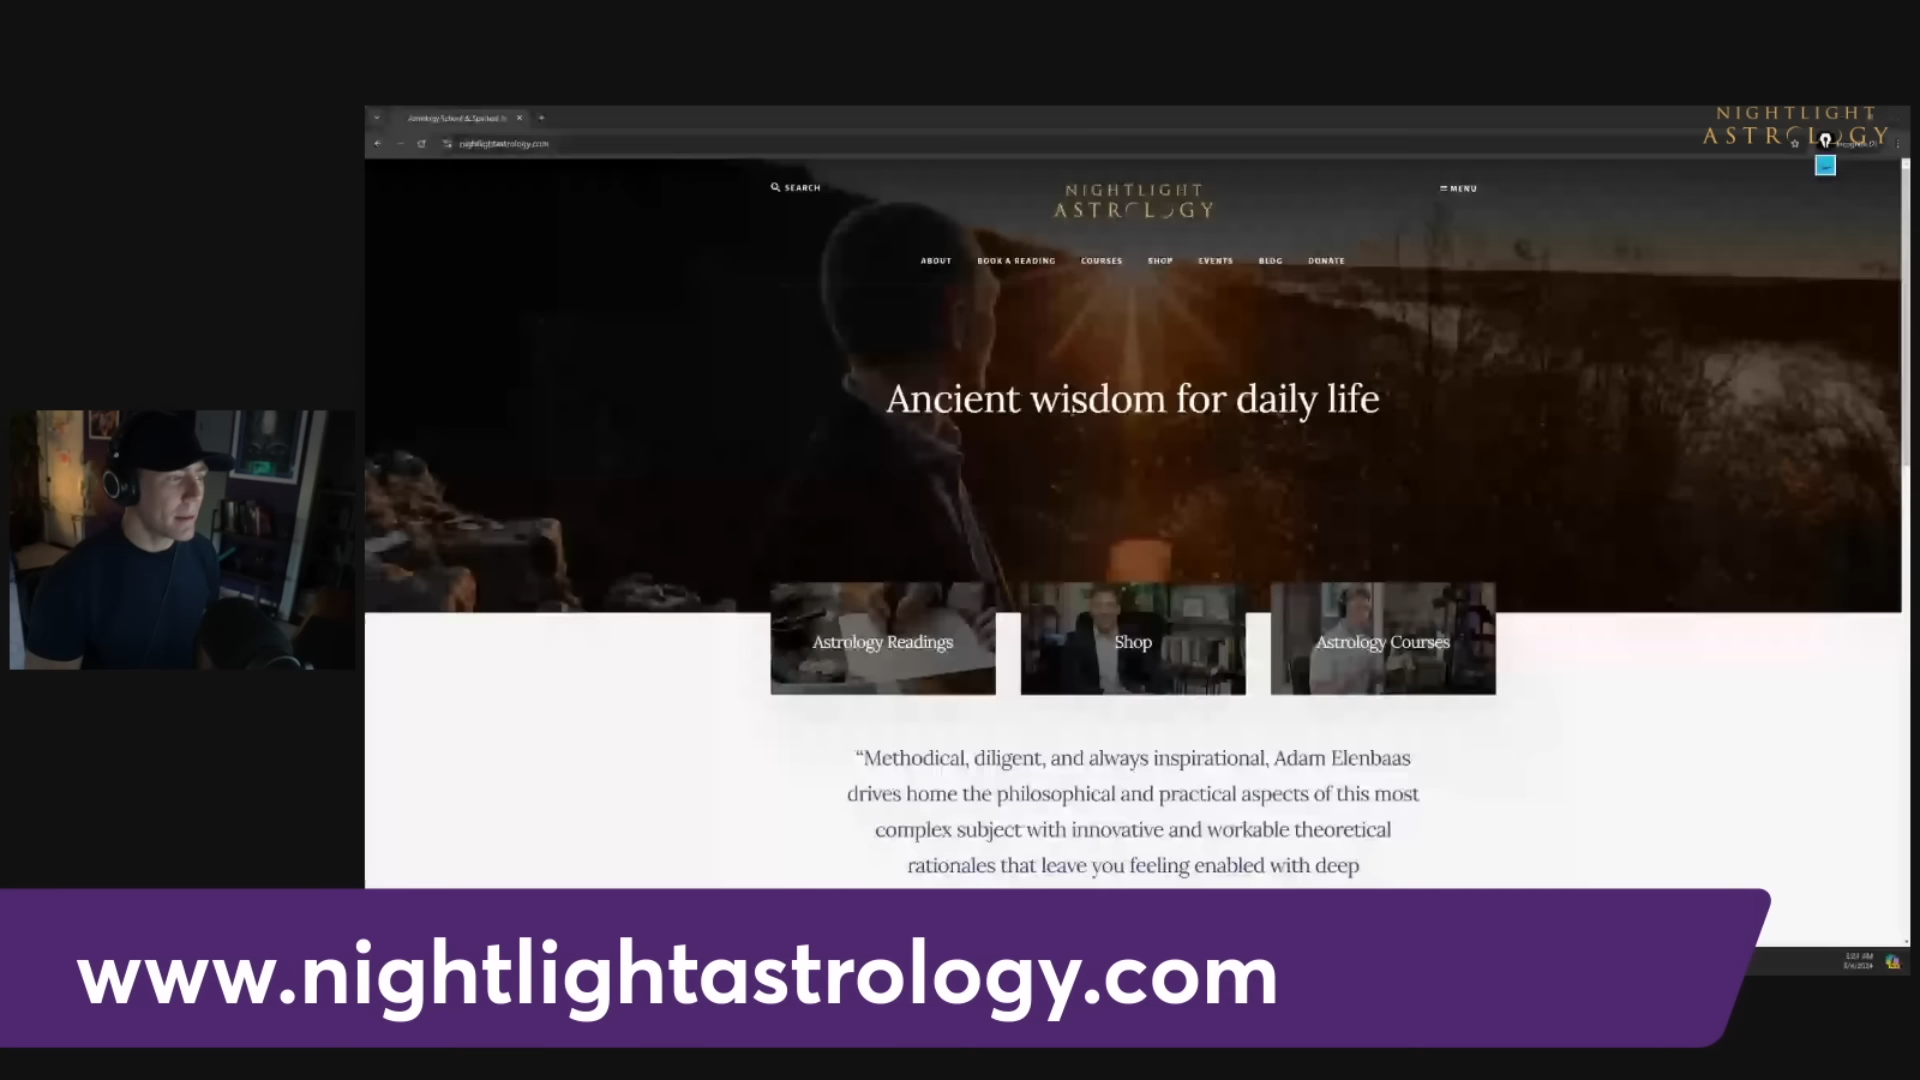 nightlightastrology.com
NIGHTLIGHT
ASTROLOGY
SEARCH
NIGHTLIGHT
ASTROLOGY
MENU
ABOUT
BOOK A READING
COURSES
SHOP
EVENTS
BLOG
DONATE
Ancient wisdom for daily life
Astrology Readings
Shop
Astrology Courses
“Methodical, diligent, and always inspirational, Adam Elenbaas
drives home the philosophical and practical aspects of this most
complex subject with innovative and workable theoretical
rationales that leave you feeling enabled with deep
www.nightlightastrology.com